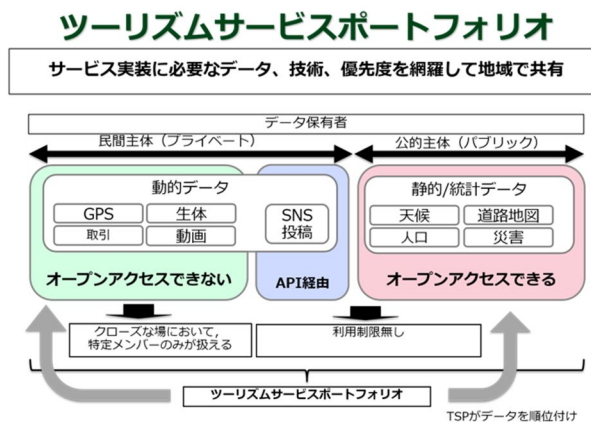 ツーリズムサービスポートフォリオ
サービス実装に必要なデータ、技術、優先度を網羅して地域で共有
データ保有者
民間主体（プライベート）
公的主体（パブリック）
動的データ
GPS
生体
取引
動画
SNS
投稿
静的/統計データ
天候
道路地図
人口
災害
オープンアクセスできない
API経由
オープンアクセスできる
クローズな場において,
特定メンバーのみが扱える
利用制限無し
ツーリズムサービスポートフォリオ
TSPがデータを順位付け